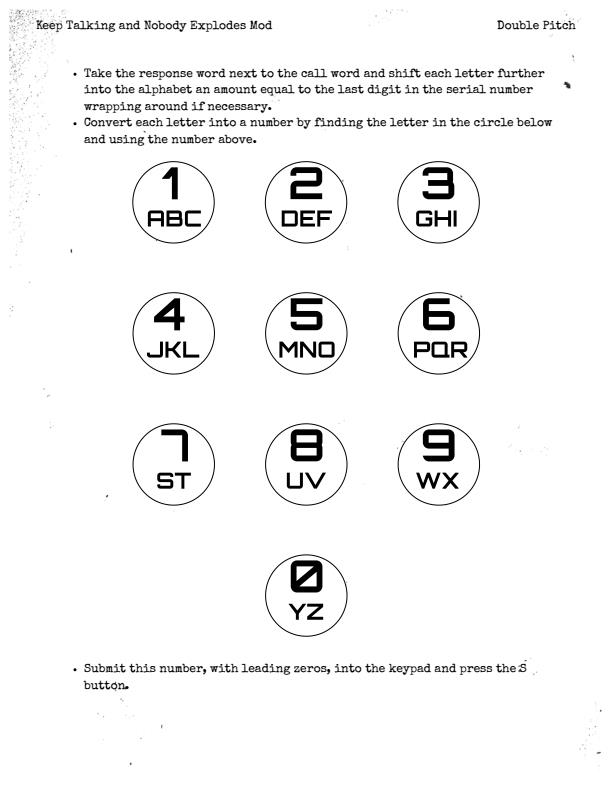 Keep Talking and Nobody Explodes Mod Double Pitch
• Take the response word next to the call word and shift each letter further
into the alphabet an amount equal to the last digit in the serial number
wrapping around if necessary.
• Convert each letter into a number by finding the letter in the circle below
and using the number above.
1 2 3
ABC DEF GHI
4 5 6
JKL MNO PQR
7 8 9
ST UV WX
0
YZ
• Submit this number, with leading zeros, into the keypad and press the S
button.